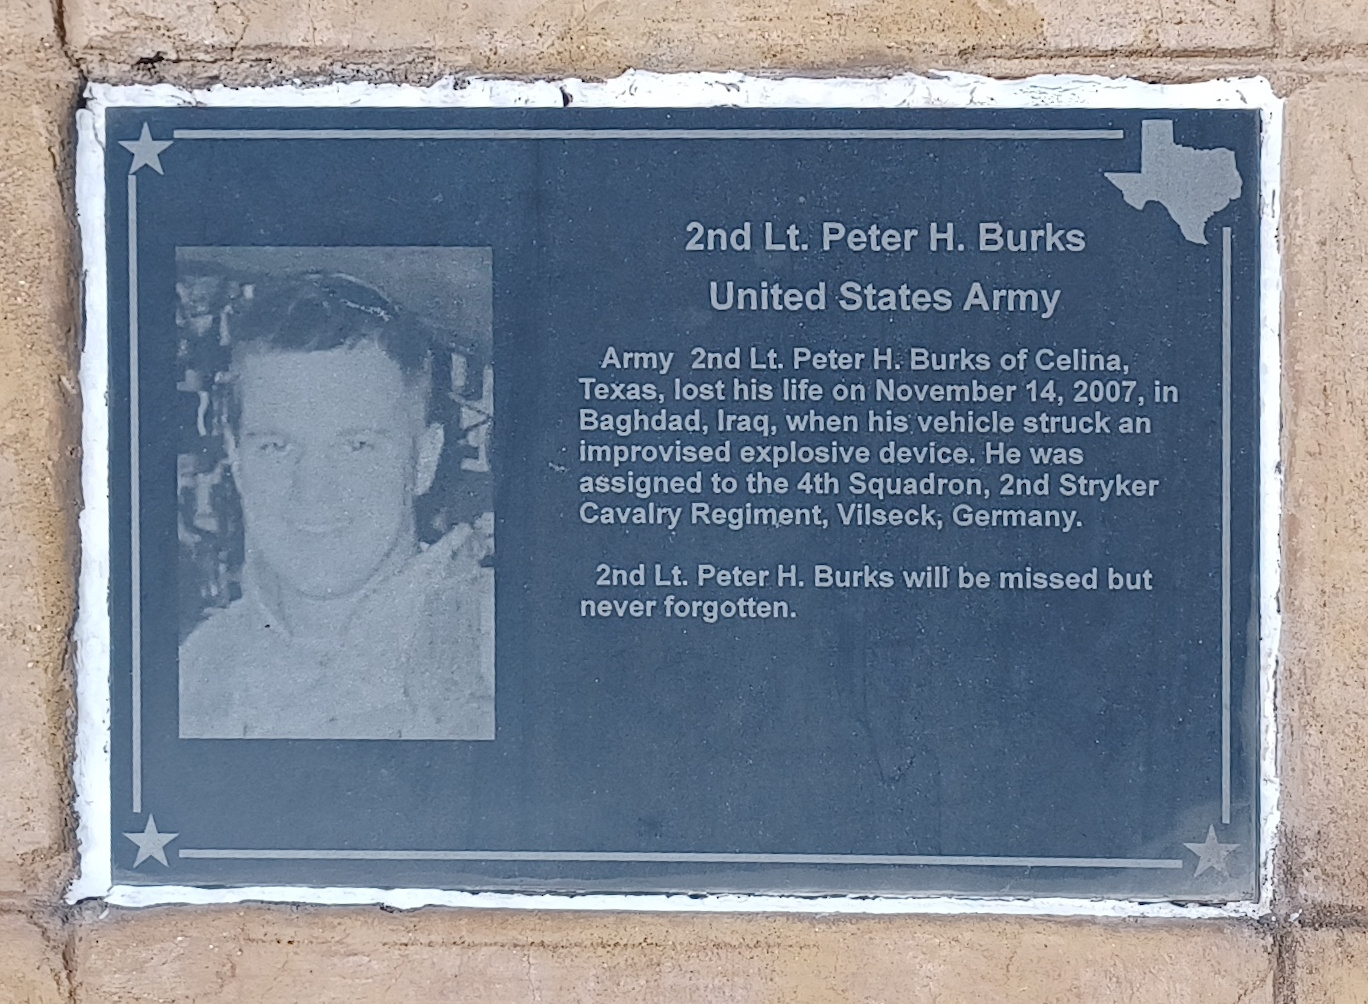 2nd Lt. Peter H. Burks
United States Army
Army 2nd Lt. Peter H. Burks of Celina,
Texas, lost his life on November 14, 2007, in
Baghdad, Iraq, when his vehicle struck an
improvised explosive device. He was
assigned to the 4th Squadron, 2nd Stryker
Cavalry Regiment, Vilseck, Germany.
2nd Lt. Peter H. Burks will be missed but
never forgotten.